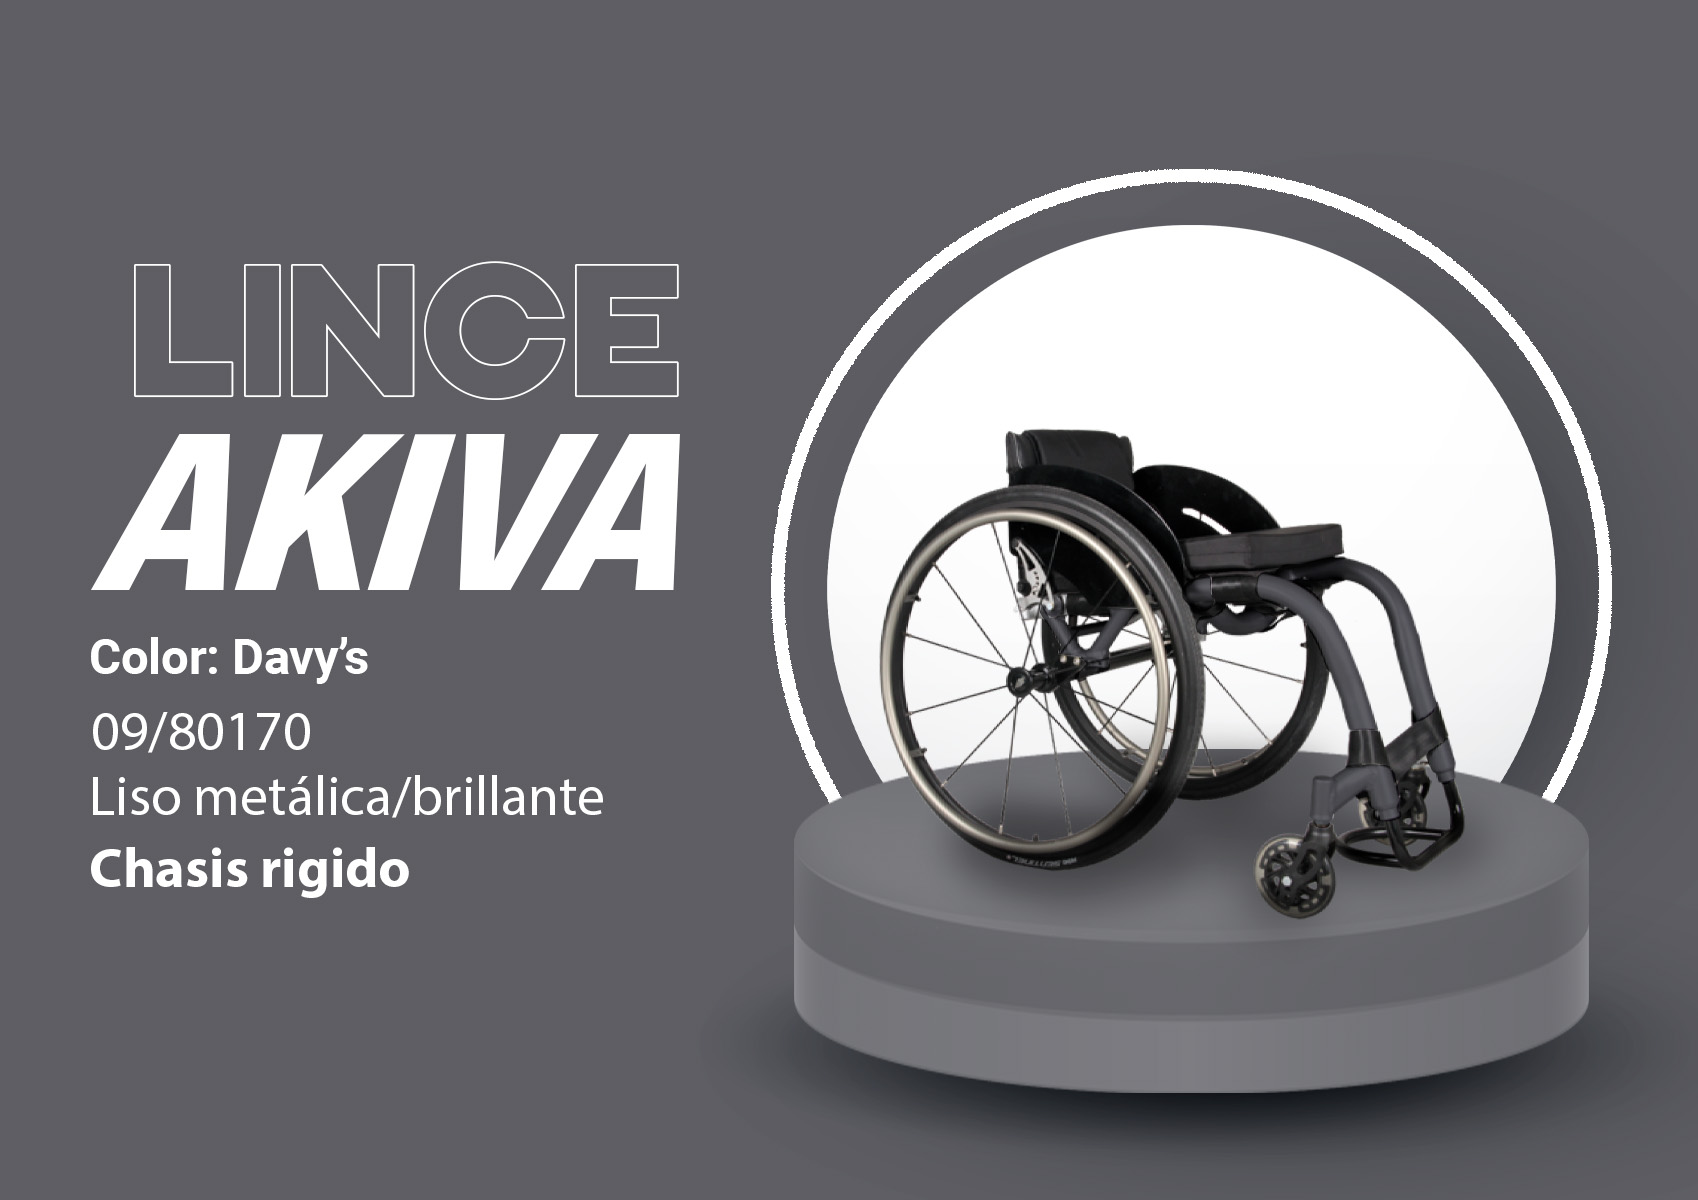 LINCE
AKIVA
Color: Davy’s
09/80170
Liso metálica/brillante
Chasis rigido